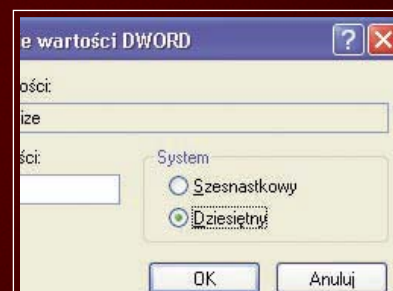 e wartości DWORD
ości:
ize
ści:
System
Szesnastkowy
Dziesiętny
OK
Anuluj